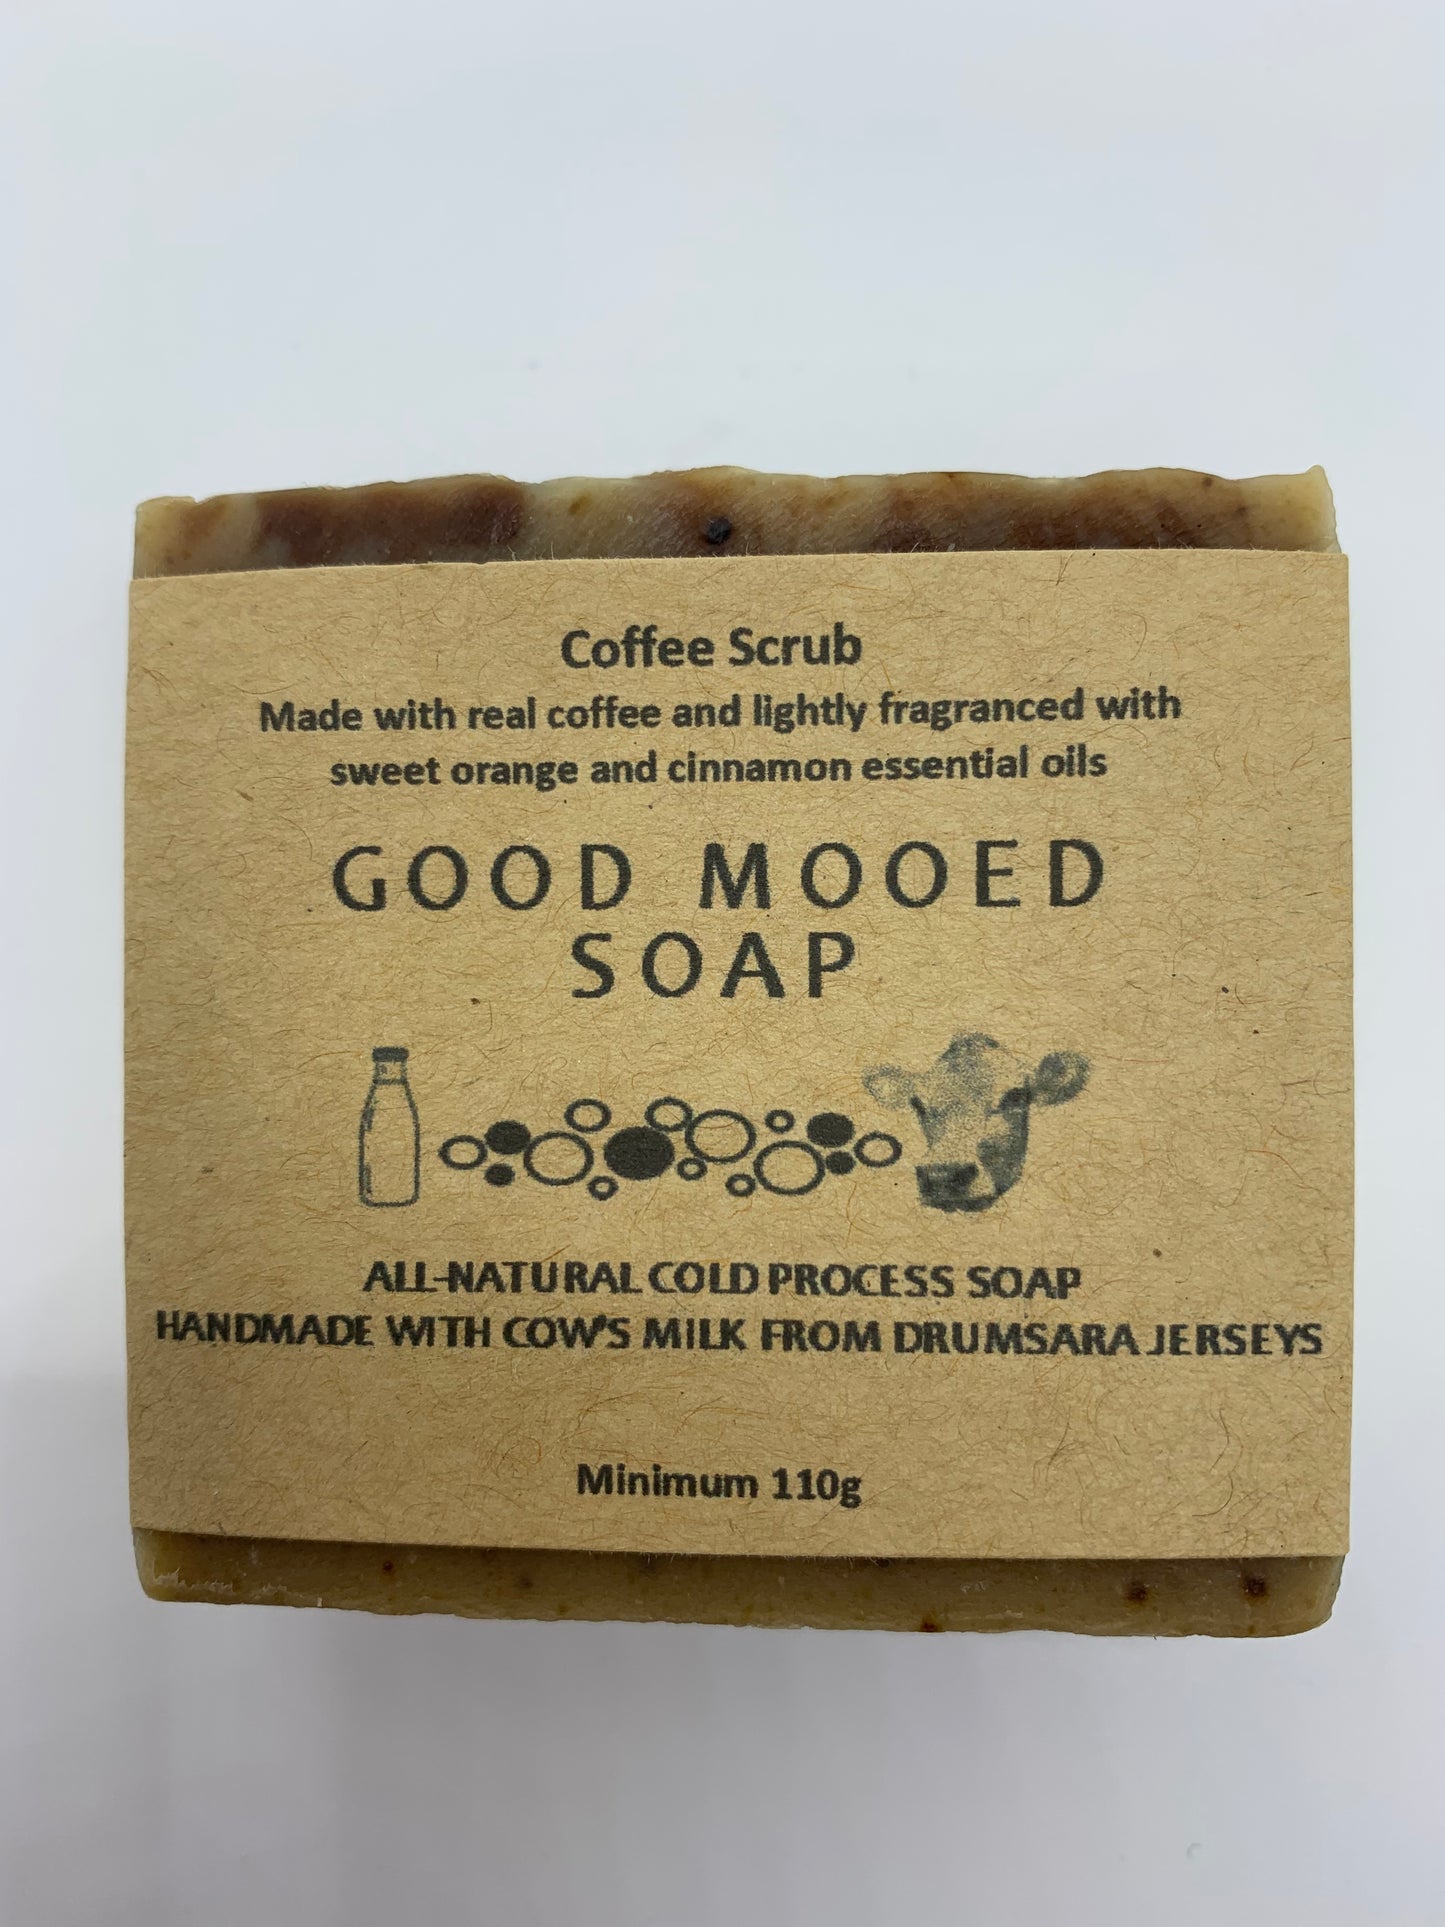 Coffee Scrub
Made with real coffee and lightly fragranced with
sweet orange and cinnamon essential oils
GOOD MOOED
SOAP
ALL-NATURAL COLD PROCESS SOAP
HANDMADE WITH COW'S MILK FROM DRUMSARA JERSEYS
Minimum 110g